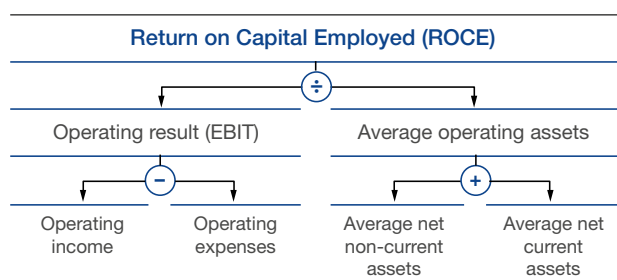 Return on Capital Employed (ROCE)
÷
Operating result (EBIT)
Average operating assets
−
+
Operating
income
Operating
expenses
Average net
non-current
assets
Average net
current
assets